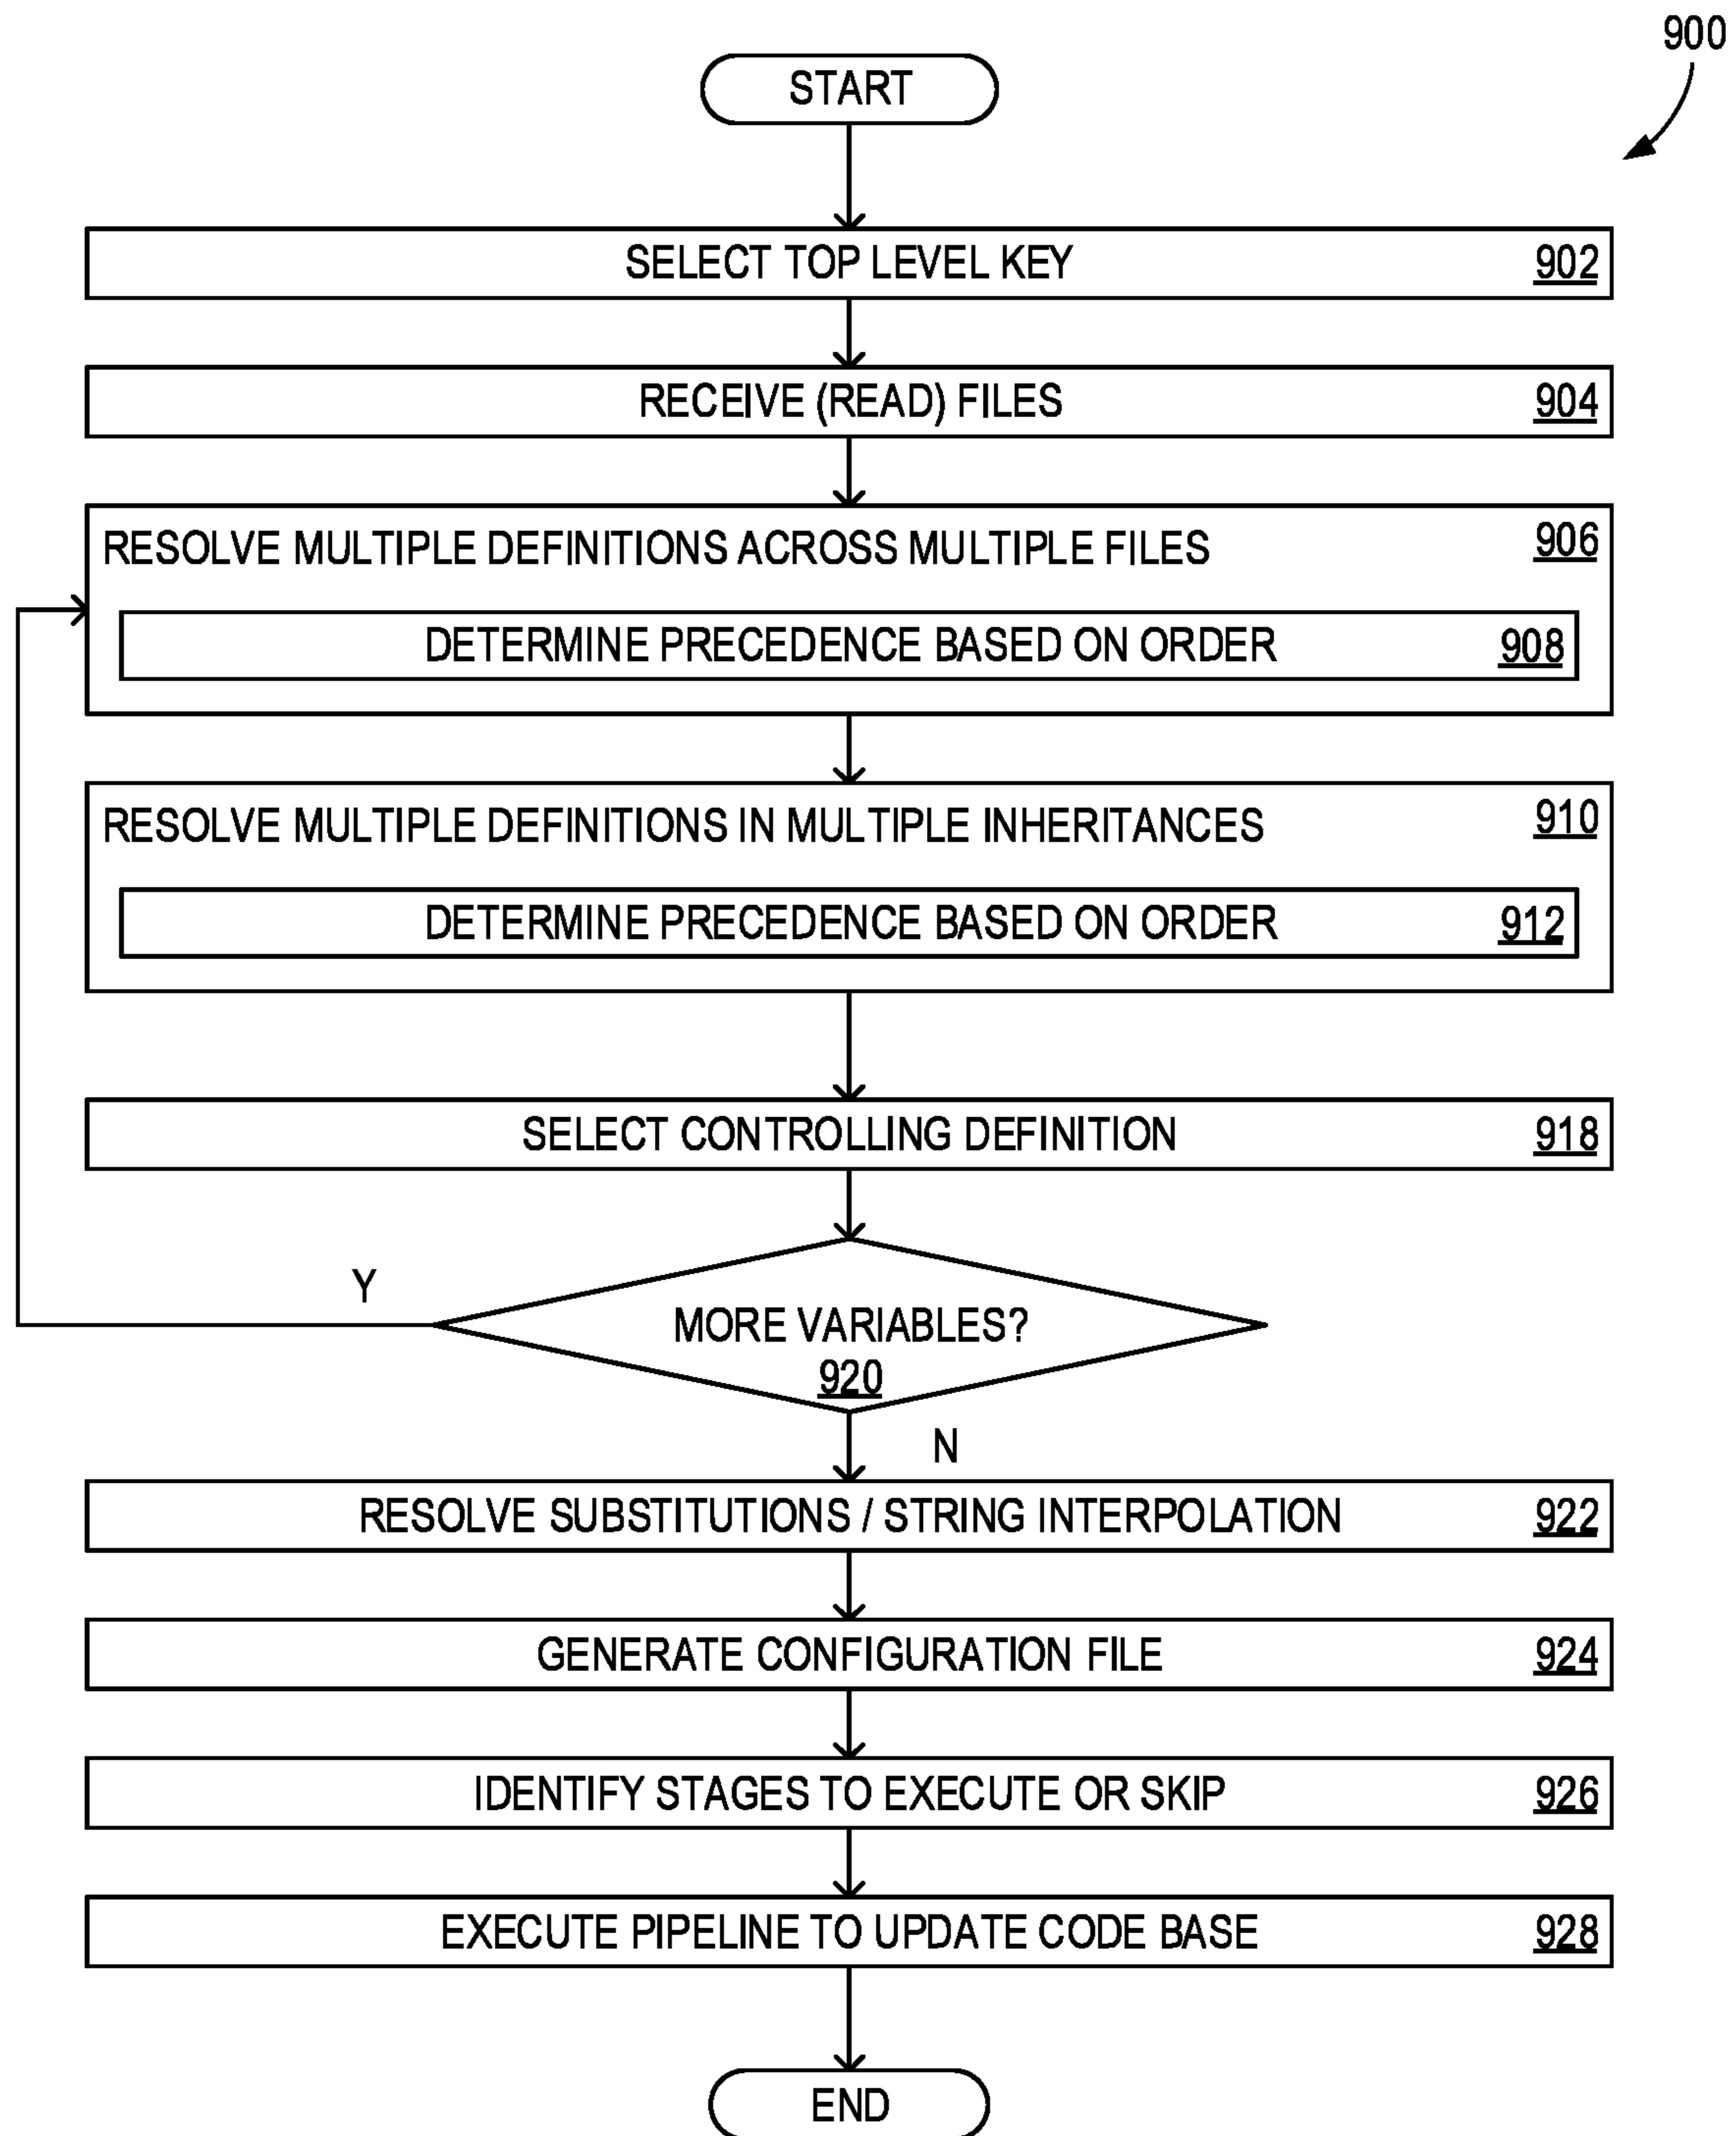 900
START
SELECT TOP LEVEL KEY 902
RECEIVE (READ) FILES 904
RESOLVE MULTIPLE DEFINITIONS ACROSS MULTIPLE FILES 906
DETERMINE PRECEDENCE BASED ON ORDER 908
RESOLVE MULTIPLE DEFINITIONS IN MULTIPLE INHERITANCES 910
DETERMINE PRECEDENCE BASED ON ORDER 912
SELECT CONTROLLING DEFINITION 918
Y
MORE VARIABLES?
920
N
RESOLVE SUBSTITUTIONS / STRING INTERPOLATION 922
GENERATE CONFIGURATION FILE 924
IDENTIFY STAGES TO EXECUTE OR SKIP 926
EXECUTE PIPELINE TO UPDATE CODE BASE 928
END